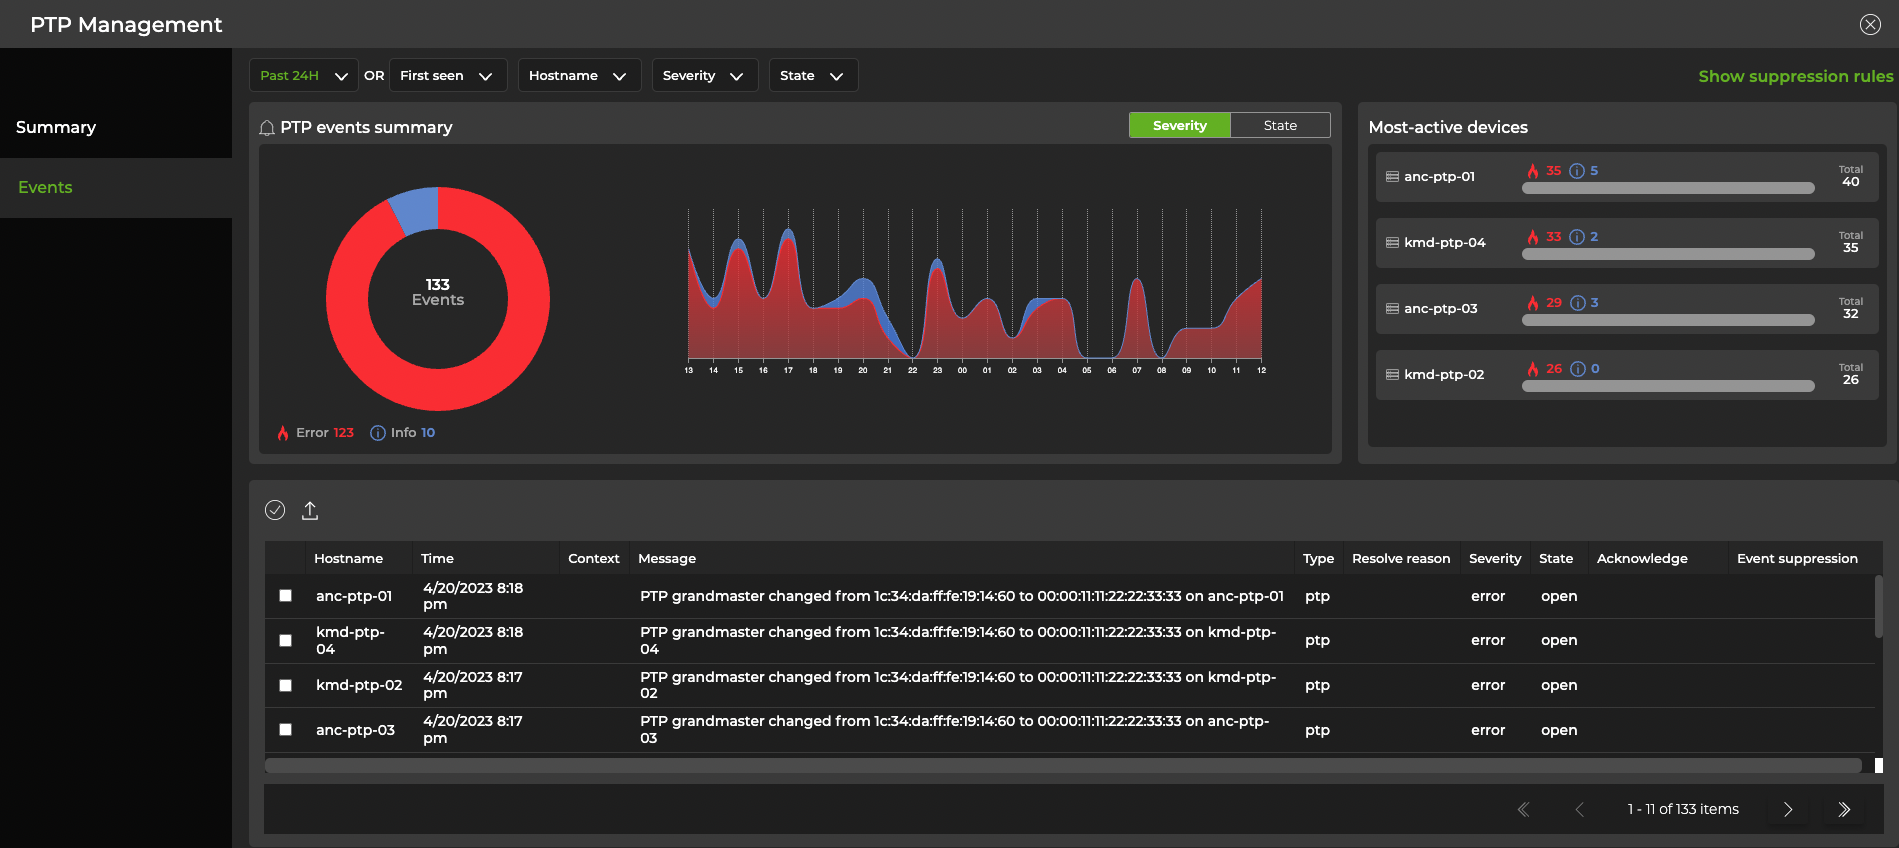 PTP Management
Summary
Events
Past 24H OR First seen Hostname Severity State
Show suppression rules
PTP events summary
Severity State
133
Events
13 14 15 16 17 18 19 20 21 22 23 00 01 02 03 04 05 06 07 08 09 10 11 12
Error 123 Info 10
Most-active devices
anc-ptp-01 35 5 Total
40
kmd-ptp-04 33 2 Total
35
anc-ptp-03 29 3 Total
32
kmd-ptp-02 26 0 Total
26
Hostname Time Context Message Type Resolve reason Severity State Acknowledge Event suppression
anc-ptp-01 4/20/2023 8:18
pm PTP grandmaster changed from 1c:34:da:ff:fe:19:14:60 to 00:00:11:11:22:22:33:33 on anc-ptp-01 ptp error open
kmd-ptp-
04 4/20/2023 8:18
pm PTP grandmaster changed from 1c:34:da:ff:fe:19:14:60 to 00:00:11:11:22:22:33:33 on kmd-ptp-
04 ptp error open
kmd-ptp-02 4/20/2023 8:17
pm PTP grandmaster changed from 1c:34:da:ff:fe:19:14:60 to 00:00:11:11:22:22:33:33 on kmd-ptp-
02 ptp error open
anc-ptp-03 4/20/2023 8:17
pm PTP grandmaster changed from 1c:34:da:ff:fe:19:14:60 to 00:00:11:11:22:22:33:33 on anc-ptp-
03 ptp error open
1 - 11 of 133 items